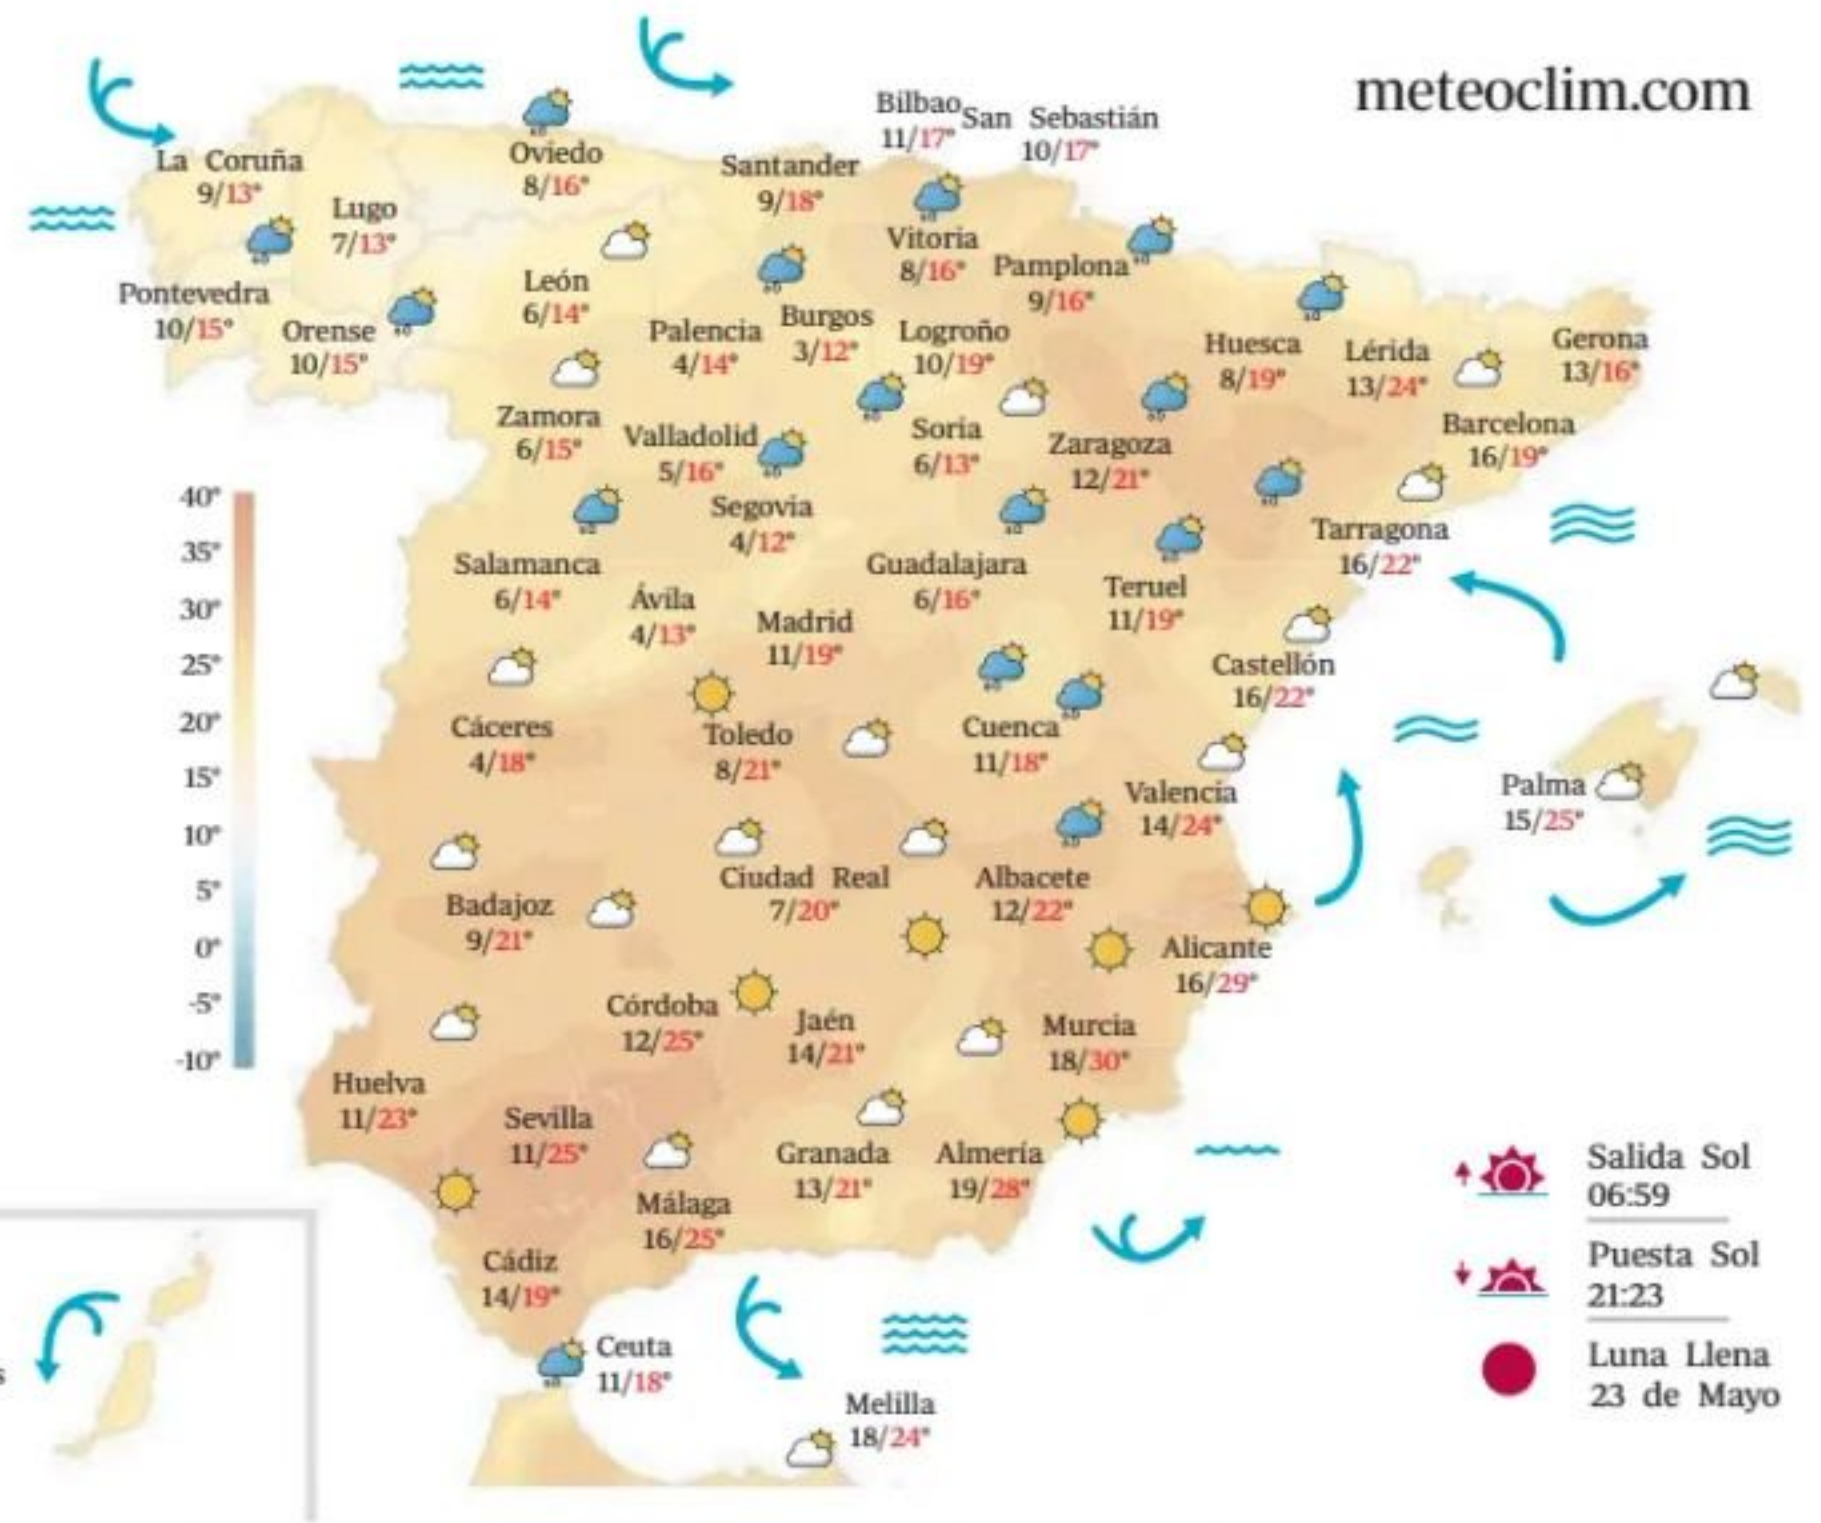 meteoclim.com
Bilbao
11/17°
San Sebastián
10/17°
La Coruña
9/13°
Oviedo
8/16°
Santander
9/18°
Lugo
7/13°
Vitoria
8/16°
Pamplona
9/16°
León
6/14°
Pontevedra
10/15°
Orense
10/15°
Palencia
4/14°
Burgos
3/12°
Logroño
10/19°
Huesca
8/19°
Lérida
13/24°
Gerona
13/16°
Zamora
6/15°
Valladolid
5/16°
Soria
6/13°
Zaragoza
12/21°
Barcelona
16/19°
Segovia
4/12°
Tarragona
16/22°
Salamanca
6/14°
Ávila
4/13°
Madrid
11/19°
Guadalajara
6/16°
Teruel
11/19°
Castellón
16/22°
Cáceres
4/18°
Toledo
8/21°
Cuenca
11/18°
Valencia
14/24°
Palma
15/25°
Badajoz
9/21°
Ciudad Real
7/20°
Albacete
12/22°
Alicante
16/29°
Córdoba
12/25°
Jaén
14/21°
Murcia
18/30°
Huelva
11/23°
Sevilla
11/25°
Málaga
16/25°
Granada
13/21°
Almería
19/28°
Cádiz
14/19°
Ceuta
11/18°
Melilla
18/24°
40°
35°
30°
25°
20°
15°
10°
5°
0°
-5°
-10°
s
Salida Sol
06:59
Puesta Sol
21:23
Luna Llena
23 de Mayo